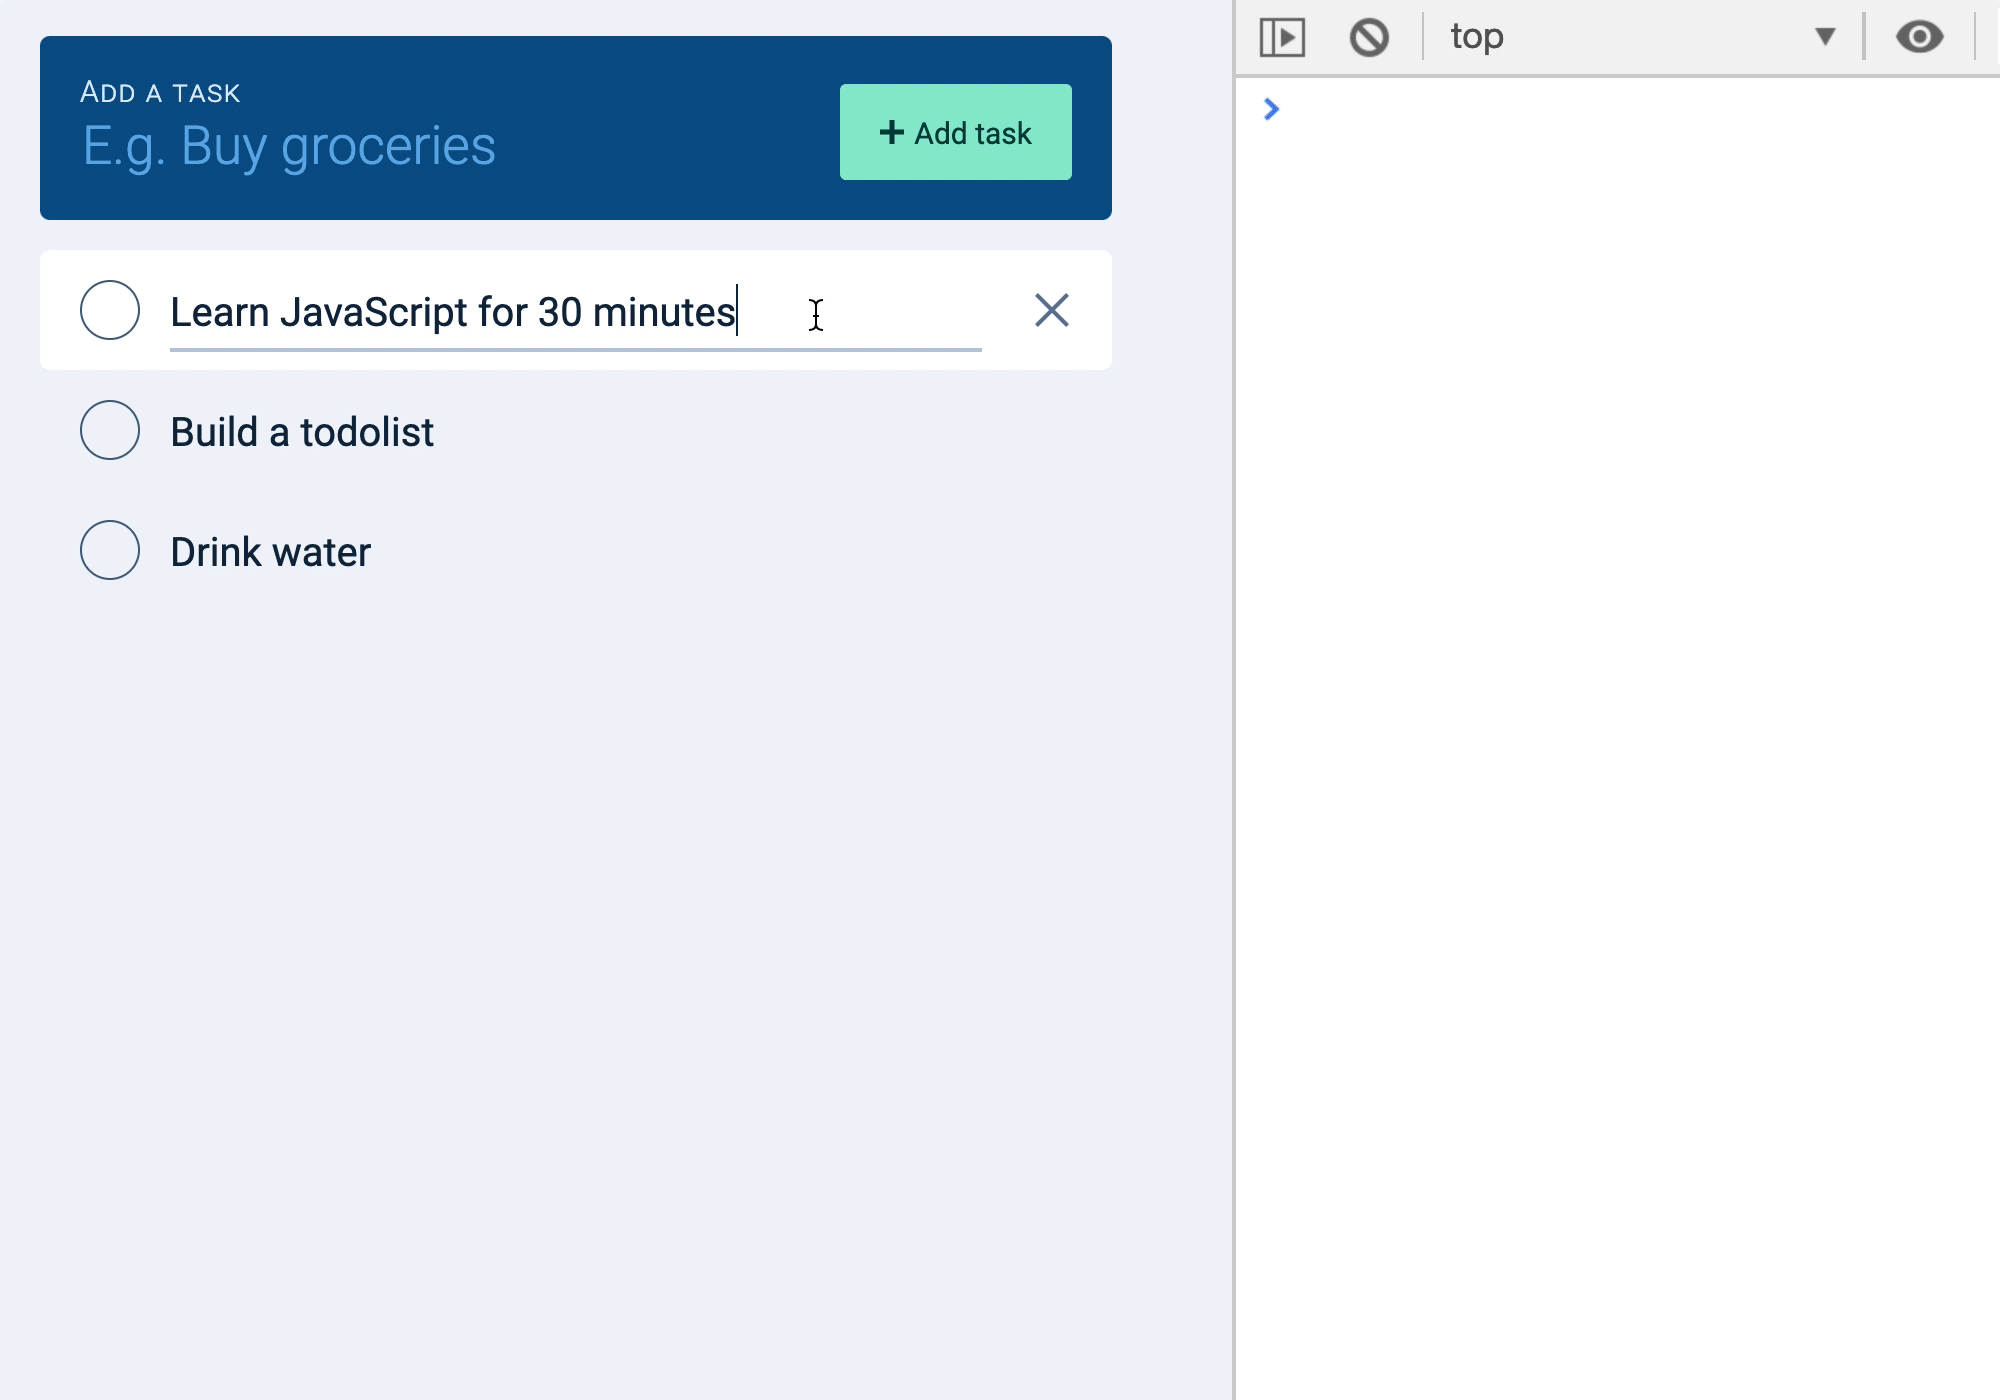 Add a task
E.g. Buy groceries
+ Add task
Learn JavaScript for 30 minutes
Build a todolist
Drink water
top